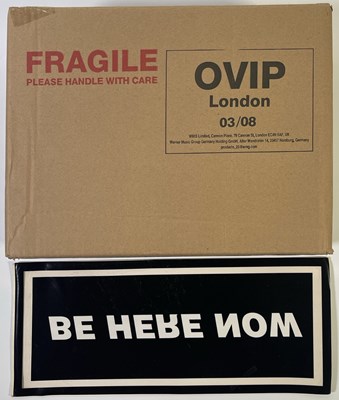 FRAGILE
PLEASE HANDLE WITH CARE
OVIP
London
03/08
BE HERE NOW